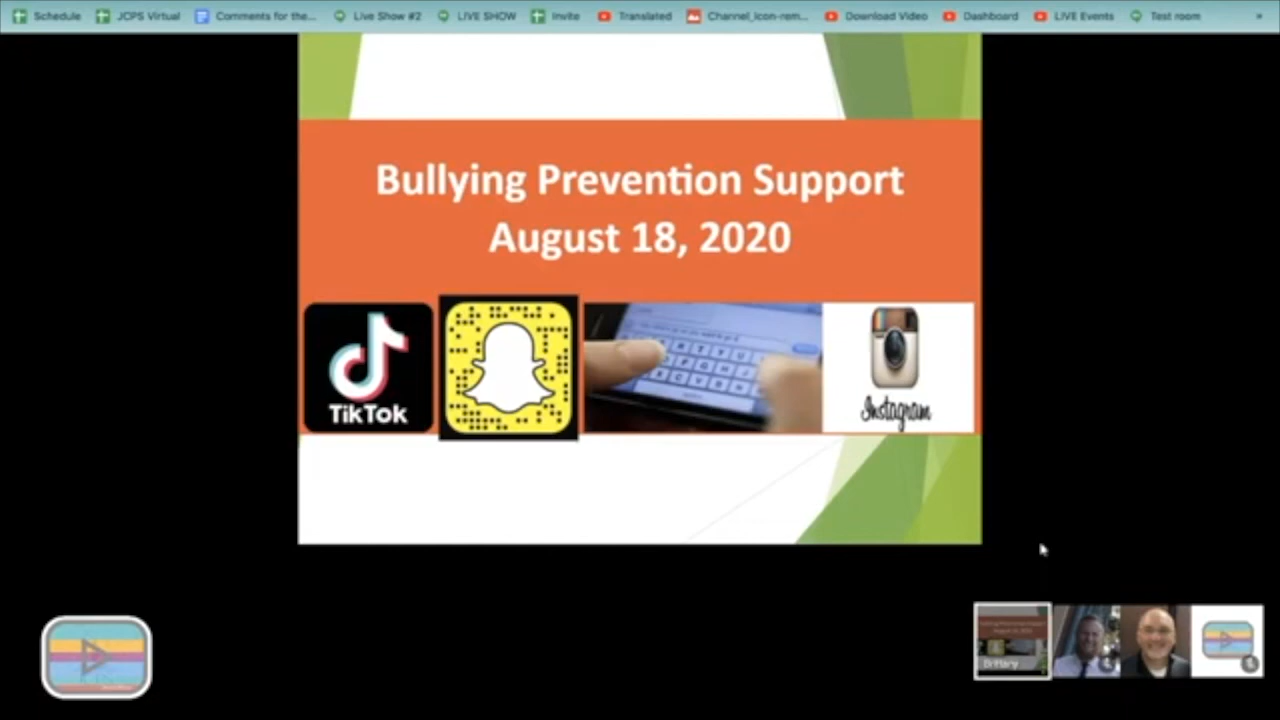 Schedule
JCPS Virtual
Comments for the...
Live Show #2
LIVE SHOW
Invite
Translated
Channel_icon-rem...
Download Video
Dashboard
LIVE Events
Test room
»
Bullying Prevention Support
August 18, 2020
TikTok
Instagram
Brittany